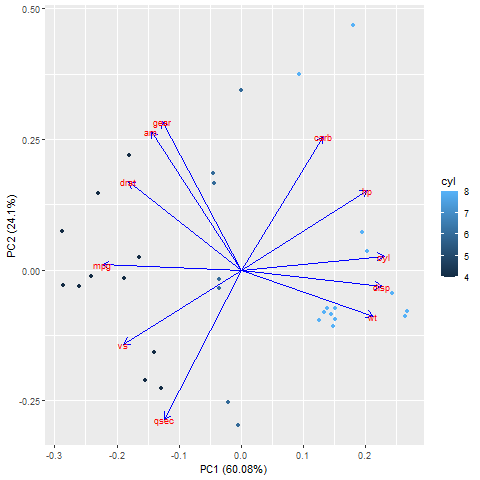 0.50
0.25
0.00
-0.25
PC2 (24.1%)
gear
am
carb
drat
hp
cyl
mpg
disp
wt
vs
qsec
-0.3 -0.2 -0.1 0.0 0.1 0.2
PC1 (60.08%)
cyl
8
7
6
5
4